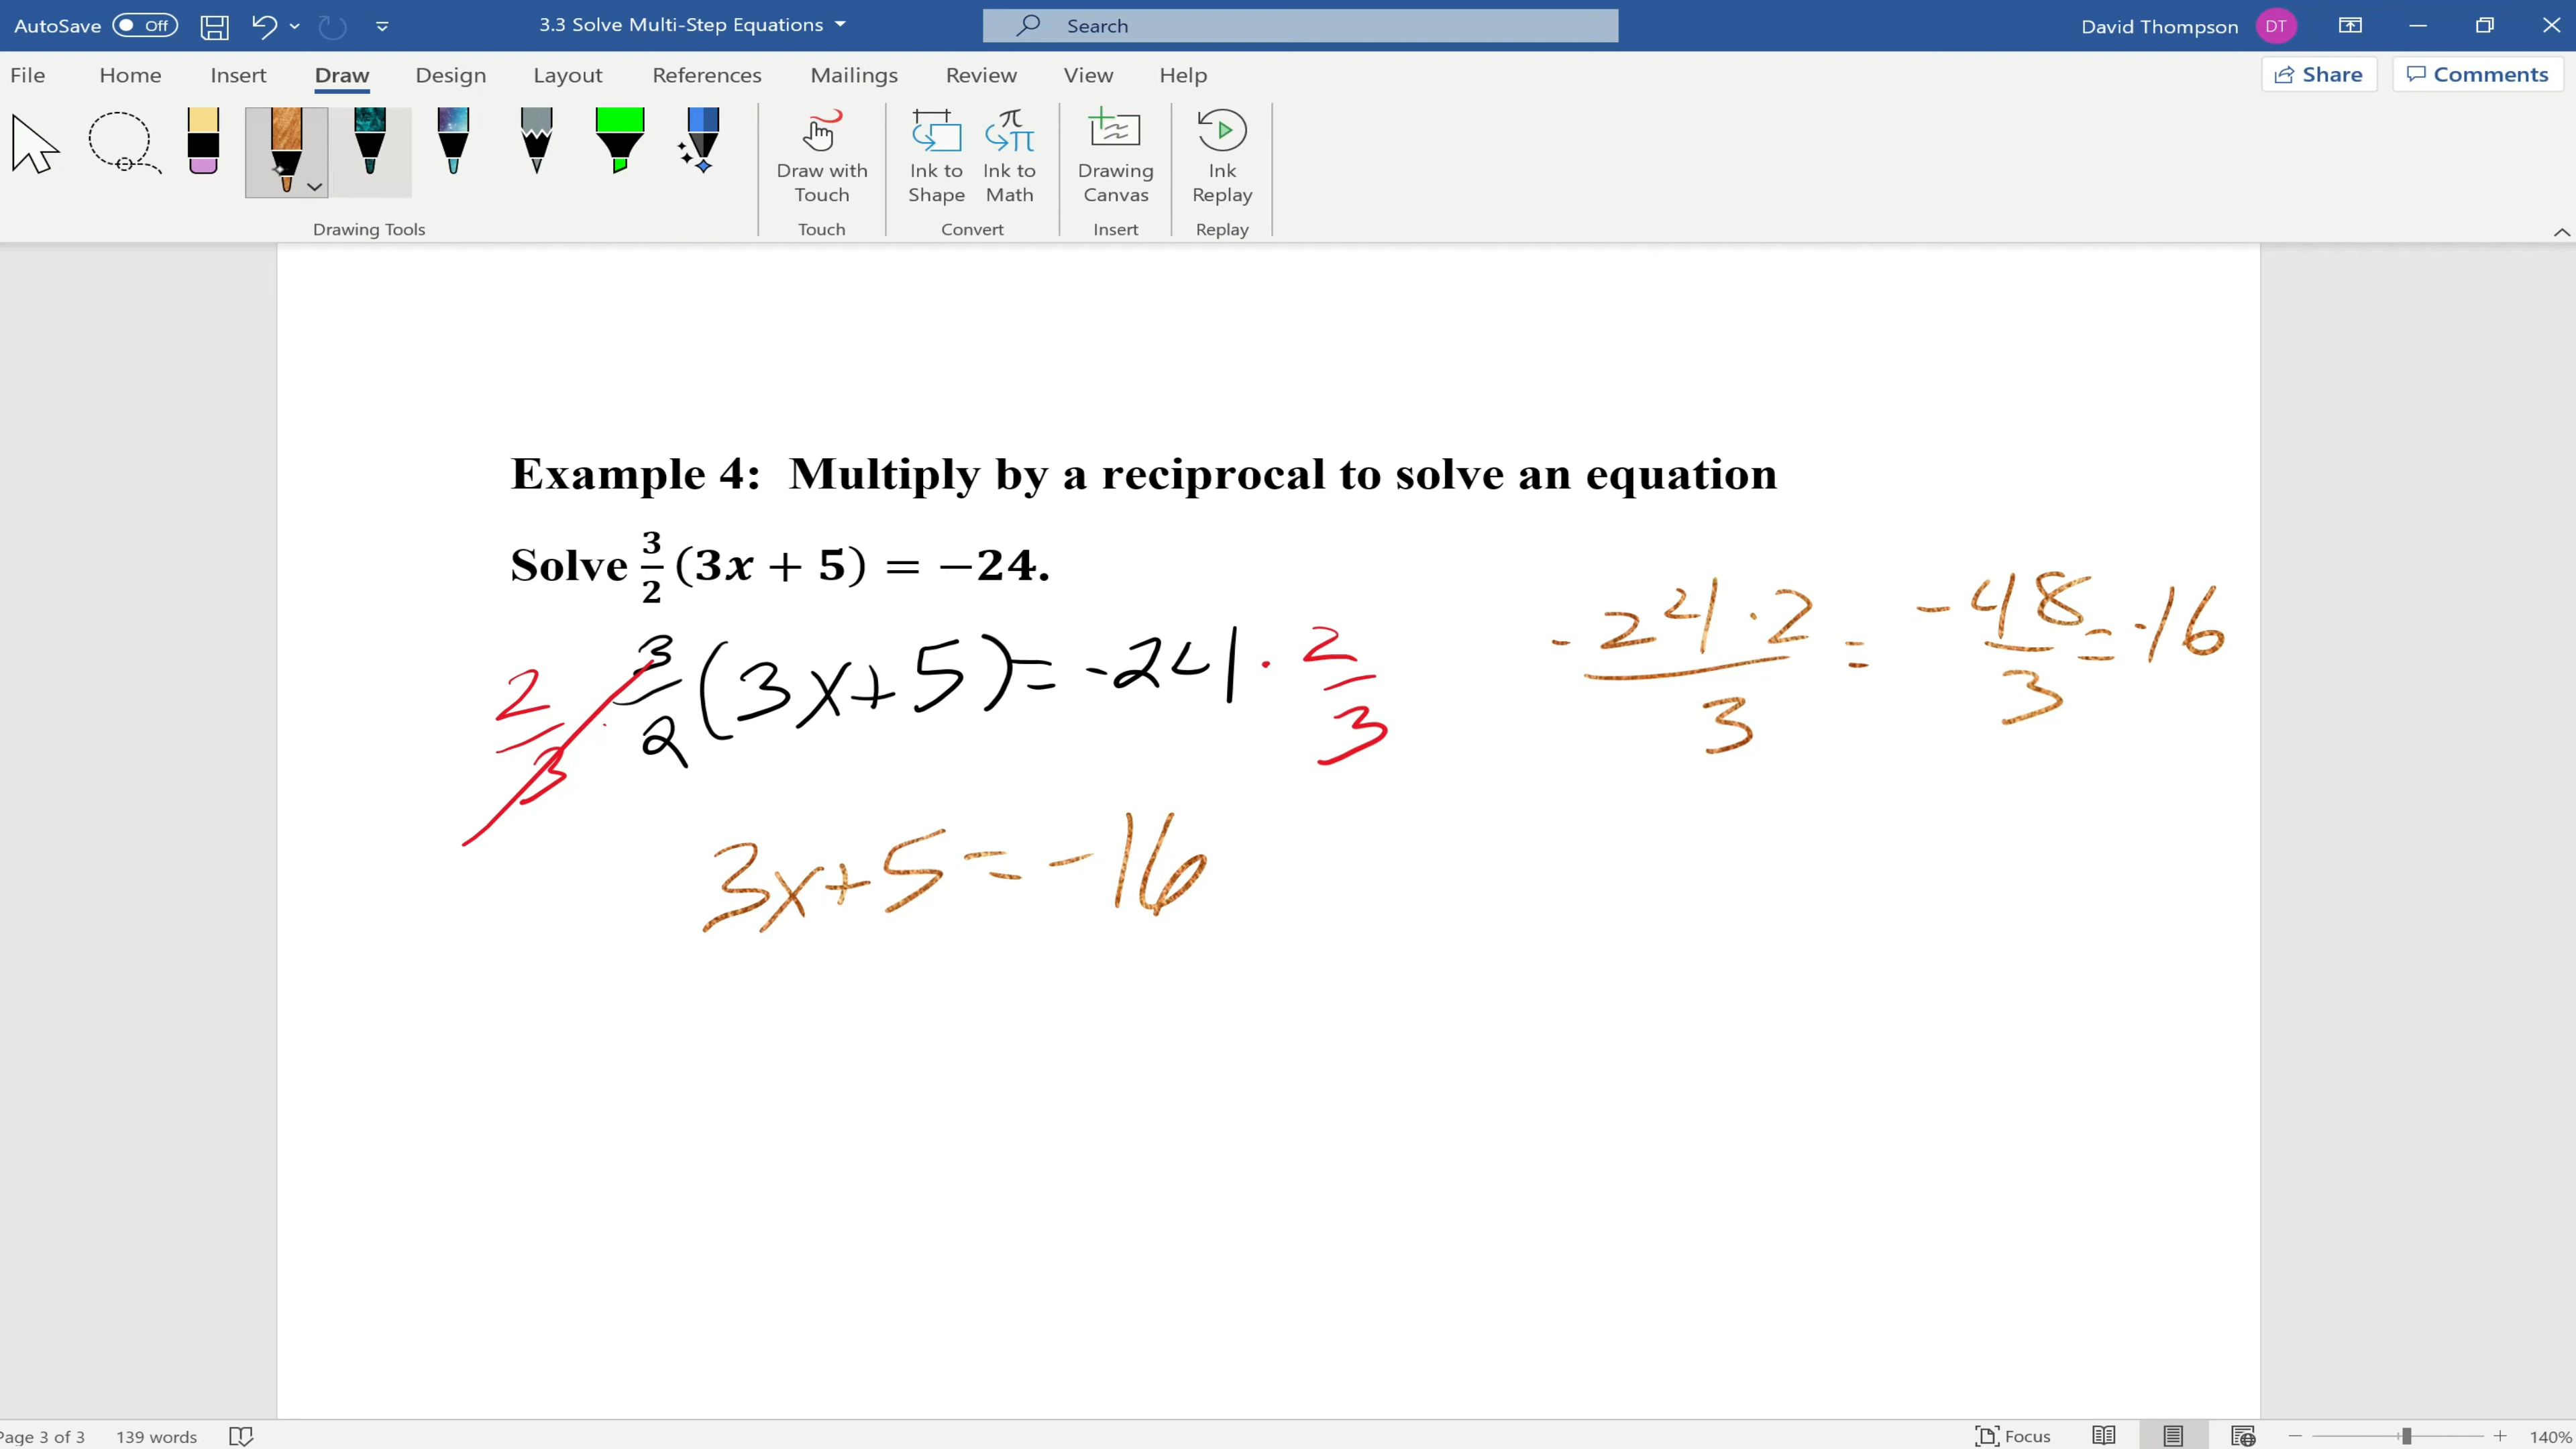 AutoSave Off 3.3 Solve Multi-Step Equations Search David Thompson DT
File Home Insert Draw Design Layout References Mailings Review View Help Share Comments
Draw with Touch
Ink to Shape
Ink to Math
Drawing Canvas
Ink Replay
Drawing Tools Touch Convert Insert Replay
Example 4: Multiply by a reciprocal to solve an equation
Solve 3/2 (3x + 5) = −24.
2/3 · 3/2 (3x+5) = -24 · 2/3
-24·2/3 = -48/3 = -16
3x+5 = -16
Page 3 of 3 139 words Focus 140%